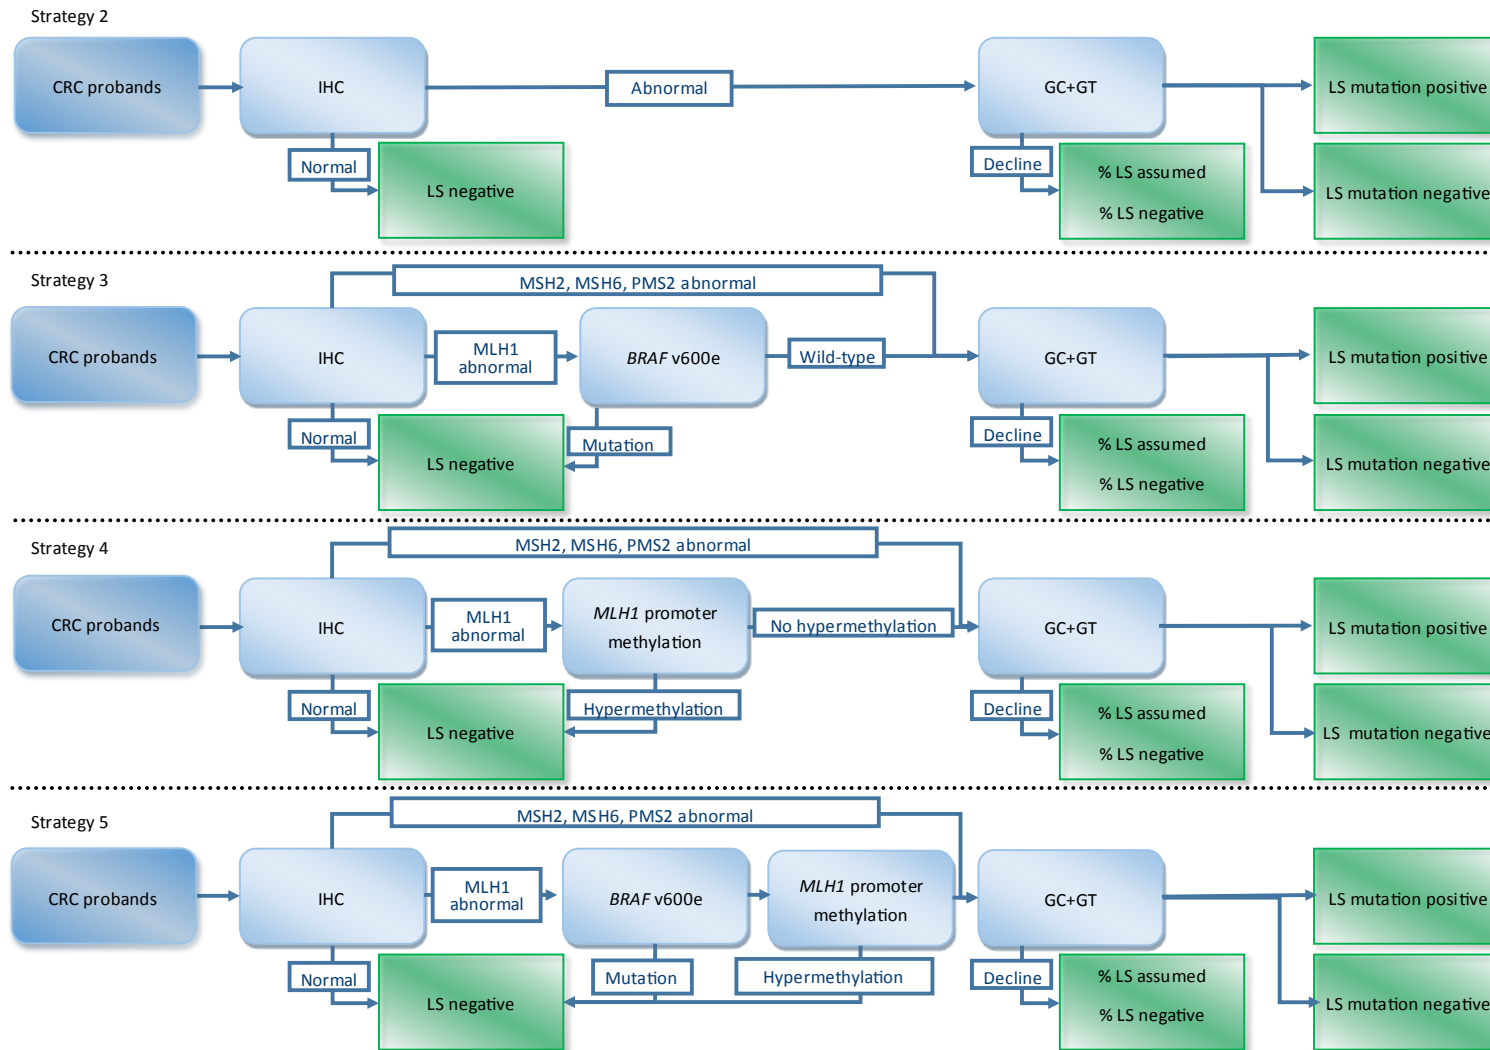 Strategy 2
CRC probands
IHC
Abnormal
GC+GT
LS mutation positive
Normal
LS negative
Decline
% LS assumed
% LS negative
LS mutation negative
Strategy 3
MSH2, MSH6, PMS2 abnormal
CRC probands
IHC
MLH1
abnormal
BRAF v600e
Wild-type
GC+GT
LS mutation positive
Normal
LS negative
Mutation
Decline
% LS assumed
% LS negative
LS mutation negative
Strategy 4
MSH2, MSH6, PMS2 abnormal
CRC probands
IHC
MLH1
abnormal
MLH1 promoter
methylation
No hypermethylation
GC+GT
LS mutation positive
Normal
LS negative
Hypermethylation
Decline
% LS assumed
% LS negative
LS mutation negative
Strategy 5
MSH2, MSH6, PMS2 abnormal
CRC probands
IHC
MLH1
abnormal
BRAF v600e
MLH1 promoter
methylation
GC+GT
LS mutation positive
Normal
LS negative
Mutation
Hypermethylation
Decline
% LS assumed
% LS negative
LS mutation negative